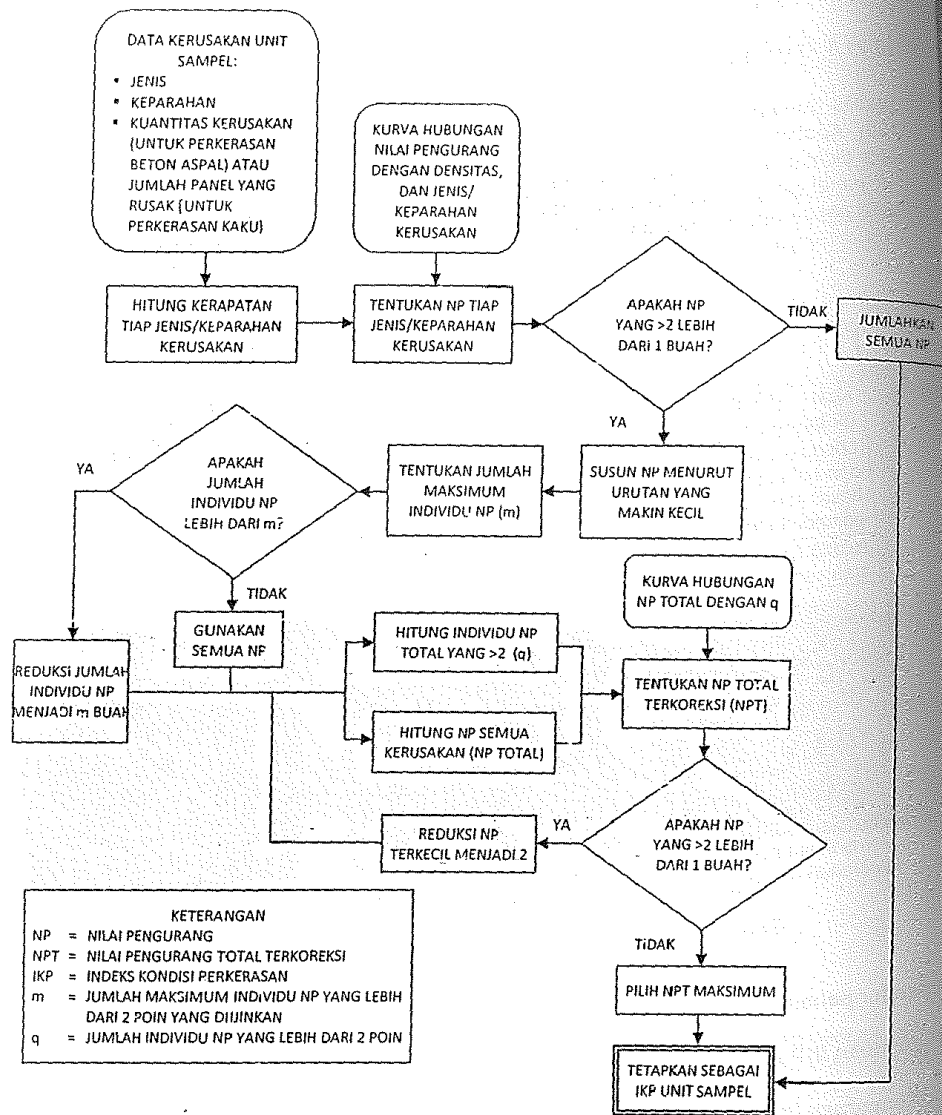 DATA KERUSAKAN UNIT
SAMPEL:
▪ JENIS
▪ KEPARAHAN
▪ KUANTITAS KERUSAKAN
(UNTUK PERKERASAN
BETON ASPAL) ATAU
JUMLAH PANEL YANG
RUSAK (UNTUK
PERKERASAN KAKU)
KURVA HUBUNGAN
NILAI PENGURANG
DENGAN DENSITAS,
DAN JENIS/
KEPARAHAN
KERUSAKAN
HITUNG KERAPATAN
TIAP JENIS/KEPARAHAN
KERUSAKAN
TENTUKAN NP TIAP
JENIS/KEPARAHAN
KERUSAKAN
APAKAH NP
YANG >2 LEBIH
DARI 1 BUAH?
TIDAK
JUMLAHKAN
SEMUA NP
YA
SUSUN NP MENURUT
URUTAN YANG
MAKIN KECIL
TENTUKAN JUMLAH
MAKSIMUM
INDIVIDU NP (m)
APAKAH
JUMLAH
INDIVIDU NP
LEBIH DARI m?
YA
TIDAK
GUNAKAN
SEMUA NP
REDUKSI JUMLAH
INDIVIDU NP
MENJADI m BUAH
HITUNG INDIVIDU NP
TOTAL YANG >2 (q)
HITUNG NP SEMUA
KERUSAKAN (NP TOTAL)
KURVA HUBUNGAN
NP TOTAL DENGAN q
TENTUKAN NP TOTAL
TERKOREKSI (NPT)
APAKAH NP
YANG >2 LEBIH
DARI 1 BUAH?
YA
REDUKSI NP
TERKECIL MENJADI 2
TIDAK
PILIH NPT MAKSIMUM
TETAPKAN SEBAGAI
IKP UNIT SAMPEL
KETERANGAN
NP = NILAI PENGURANG
NPT = NILAI PENGURANG TOTAL TERKOREKSI
IKP = INDEKS KONDISI PERKERASAN
m = JUMLAH MAKSIMUM INDIVIDU NP YANG LEBIH
DARI 2 POIN YANG DIIJINKAN
q = JUMLAH INDIVIDU NP YANG LEBIH DARI 2 POIN